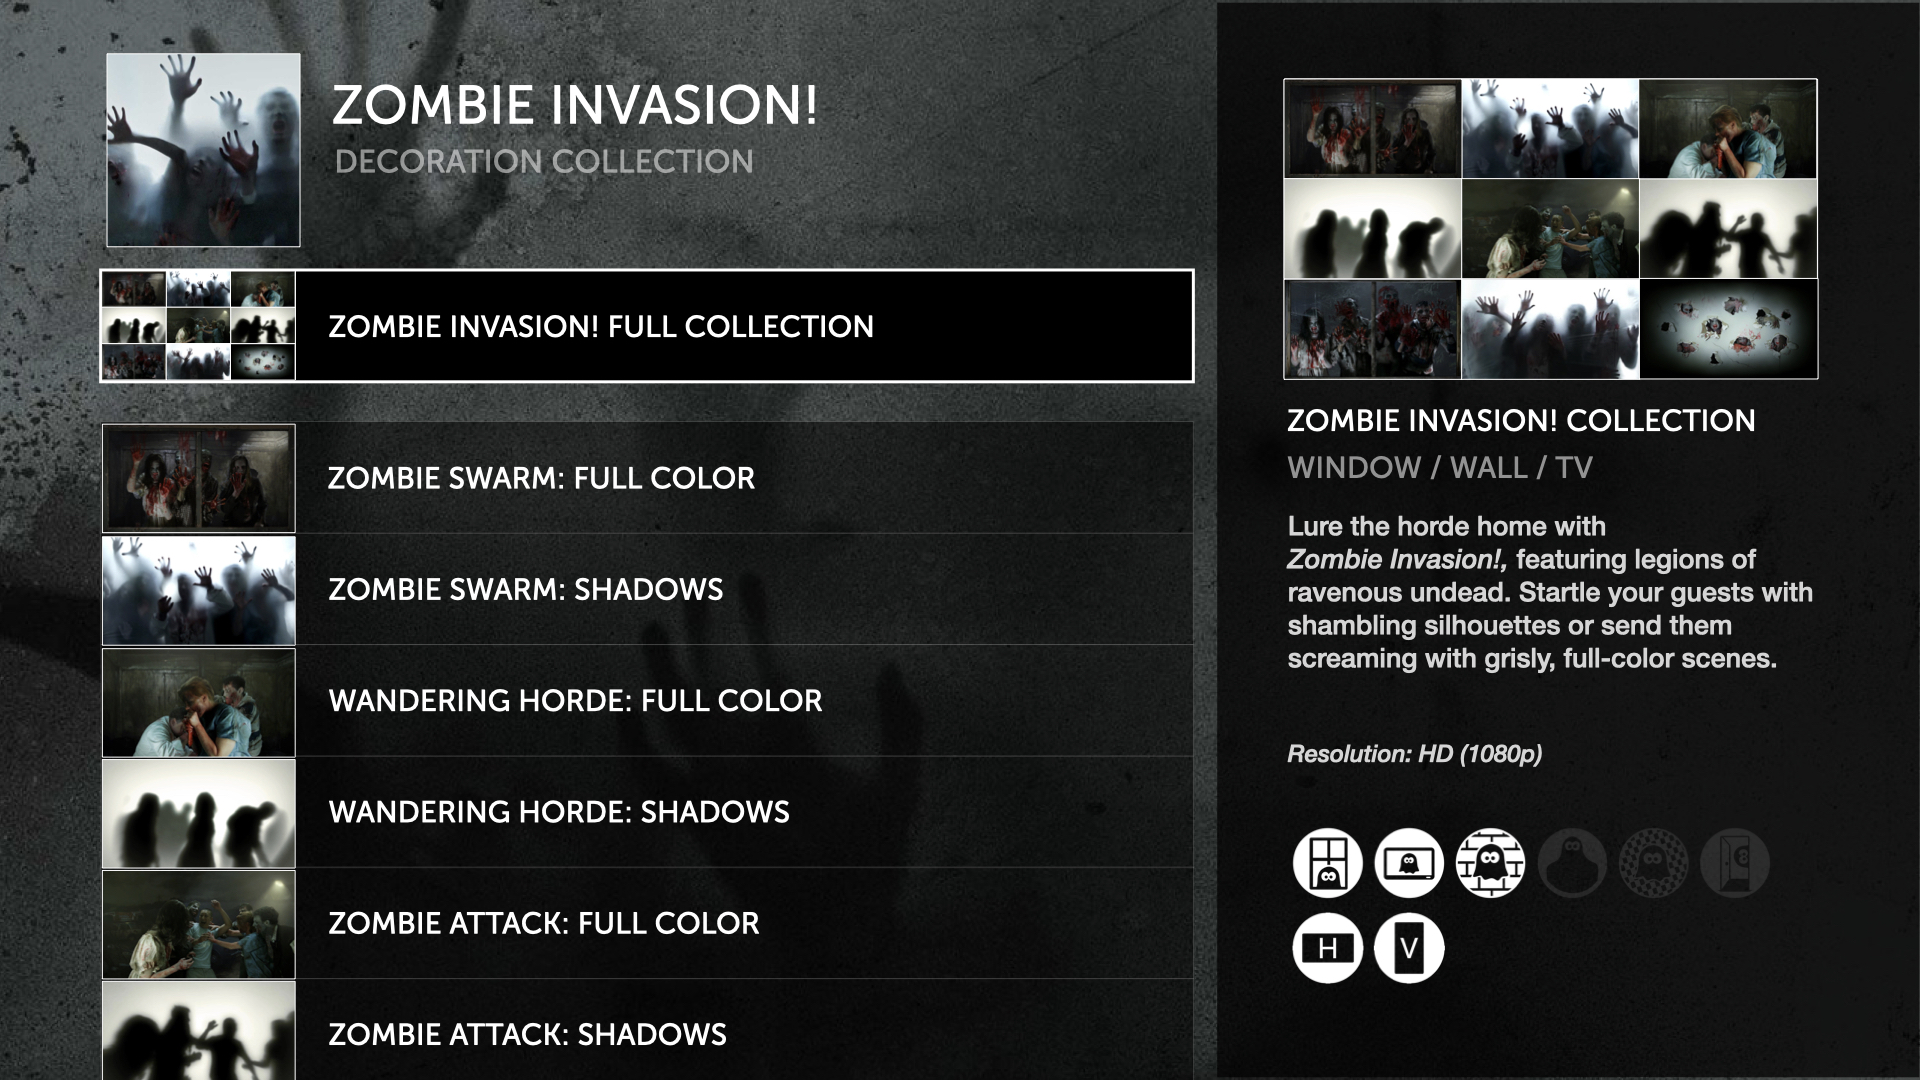 ZOMBIE INVASION!
DECORATION COLLECTION
ZOMBIE INVASION! FULL COLLECTION
ZOMBIE SWARM: FULL COLOR
ZOMBIE SWARM: SHADOWS
WANDERING HORDE: FULL COLOR
WANDERING HORDE: SHADOWS
ZOMBIE ATTACK: FULL COLOR
ZOMBIE ATTACK: SHADOWS
ZOMBIE INVASION! COLLECTION
WINDOW / WALL / TV
Lure the horde home with
Zombie Invasion!, featuring legions of
ravenous undead. Startle your guests with
shambling silhouettes or send them
screaming with grisly, full-color scenes.
Resolution: HD (1080p)
H V